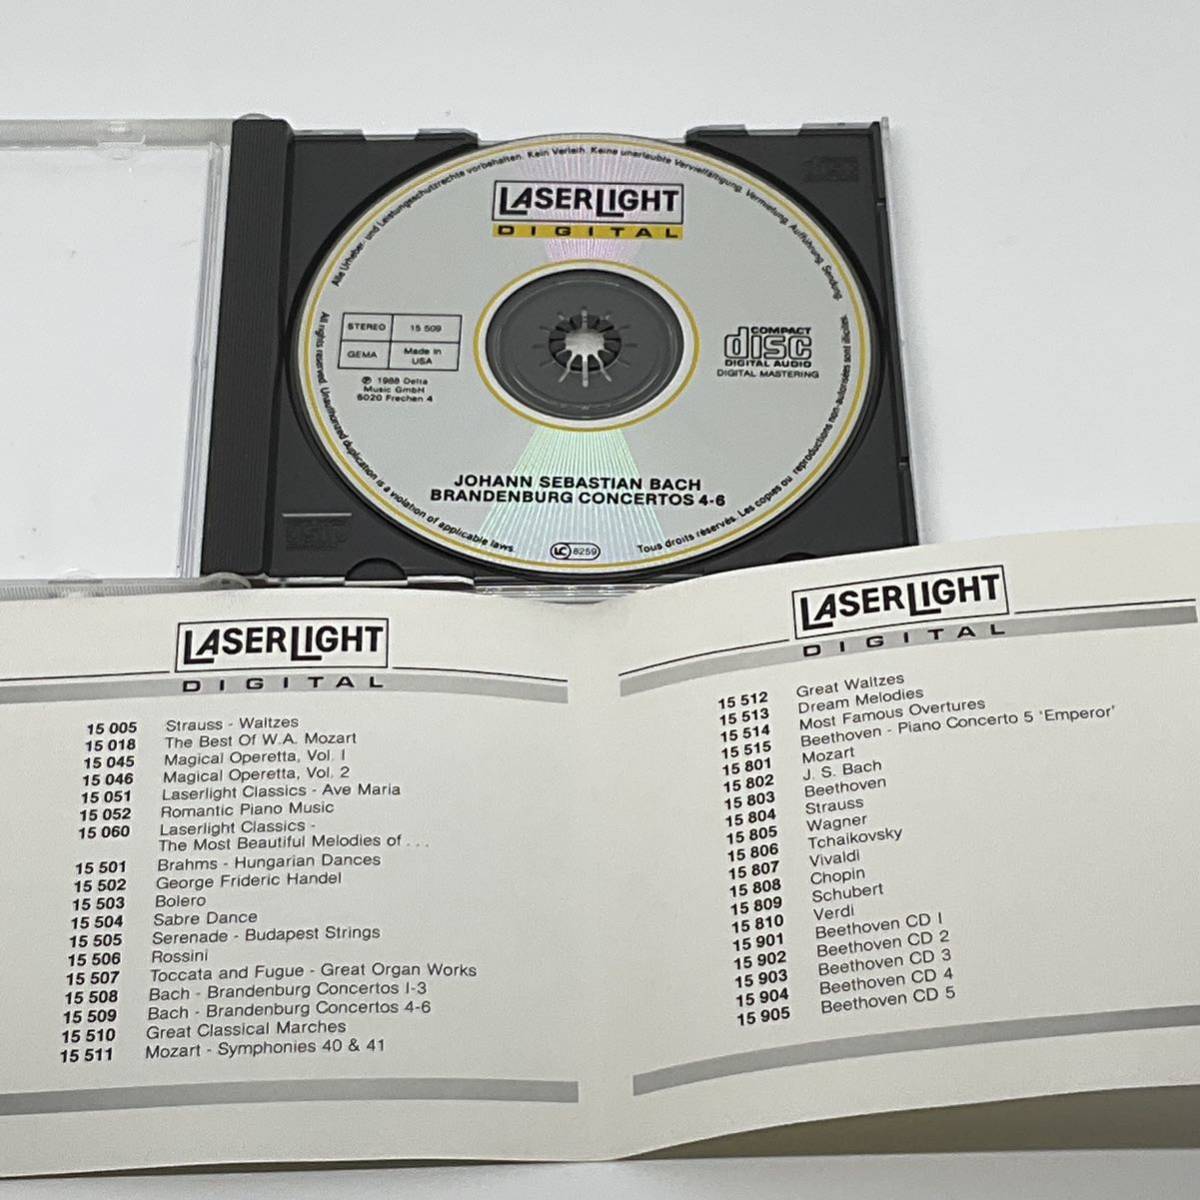 Alle Urheber- und Leistungsschutzrechte vorbehalten. Kein Verleih. Keine unerlaubte Vervielfältigung, Vermietung, Aufführung, Sendung.
LASERLIGHT
DIGITAL
STEREO 15 509
GEMA Made in USA
℗ 1988 Delta
Music GmbH
5020 Frechen 4
COMPACT
disc
DIGITAL AUDIO
DIGITAL MASTERING
JOHANN SEBASTIAN BACH
BRANDENBURG CONCERTOS 4-6
All rights reserved. Unauthorized duplication is a violation of applicable laws.
LC 8259
Tous droits réservés. Les copies ou reproductions non-autorisées sont illicites.
LASERLIGHT
DIGITAL
15 005 Strauss - Waltzes
15 018 The Best Of W.A. Mozart
15 045 Magical Operetta, Vol. 1
15 046 Magical Operetta, Vol. 2
15 051 Laserlight Classics - Ave Maria
15 052 Romantic Piano Music
15 060 Laserlight Classics -
The Most Beautiful Melodies of . . .
15 501 Brahms - Hungarian Dances
15 502 George Frideric Handel
15 503 Bolero
15 504 Sabre Dance
15 505 Serenade - Budapest Strings
15 506 Rossini
15 507 Toccata and Fugue - Great Organ Works
15 508 Bach - Brandenburg Concertos 1-3
15 509 Bach - Brandenburg Concertos 4-6
15 510 Great Classical Marches
15 511 Mozart - Symphonies 40 & 41
LASERLIGHT
DIGITAL
15 512 Great Waltzes
15 513 Dream Melodies
15 514 Most Famous Overtures
15 515 Beethoven - Piano Concerto 5 'Emperor'
15 801 Mozart
15 802 J. S. Bach
15 803 Beethoven
15 804 Strauss
15 805 Wagner
15 806 Tchaikovsky
15 807 Vivaldi
15 808 Chopin
15 809 Schubert
15 810 Verdi
15 901 Beethoven CD 1
15 902 Beethoven CD 2
15 903 Beethoven CD 3
15 904 Beethoven CD 4
15 905 Beethoven CD 5